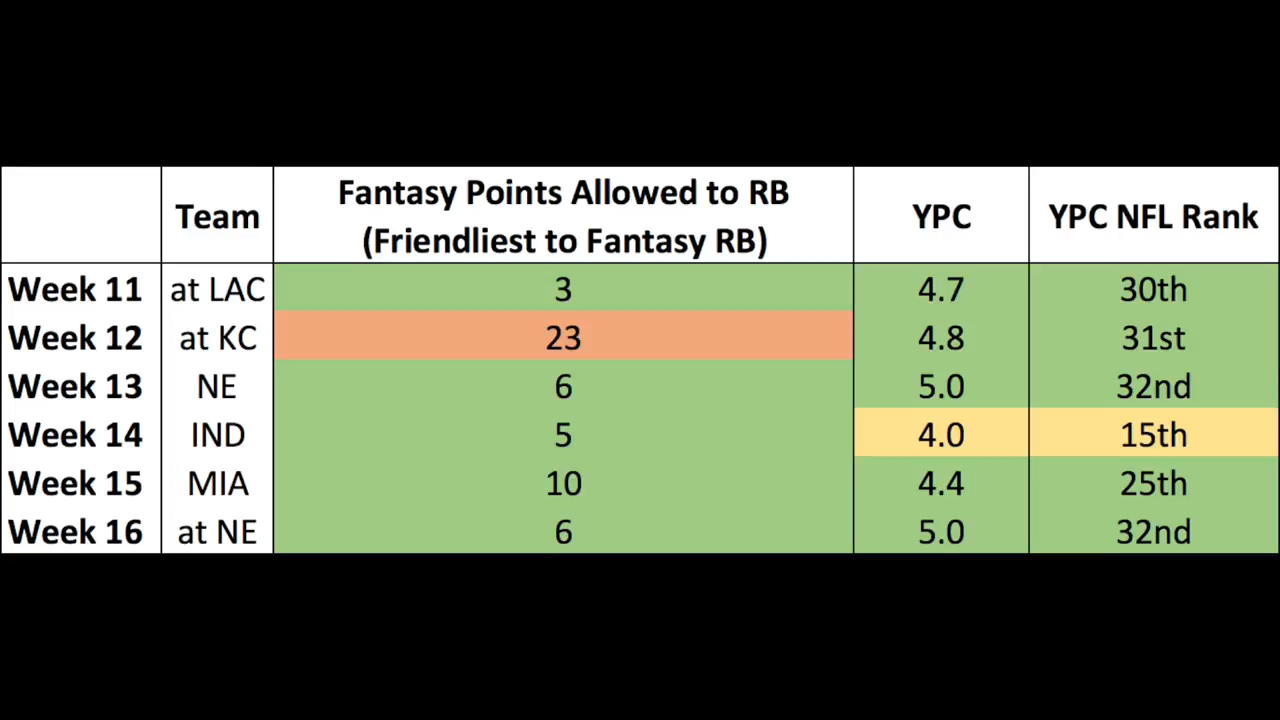 Team Fantasy Points Allowed to RB (Friendliest to Fantasy RB) YPC YPC NFL Rank
Week 11 at LAC 3 4.7 30th
Week 12 at KC 23 4.8 31st
Week 13 NE 6 5.0 32nd
Week 14 IND 5 4.0 15th
Week 15 MIA 10 4.4 25th
Week 16 at NE 6 5.0 32nd